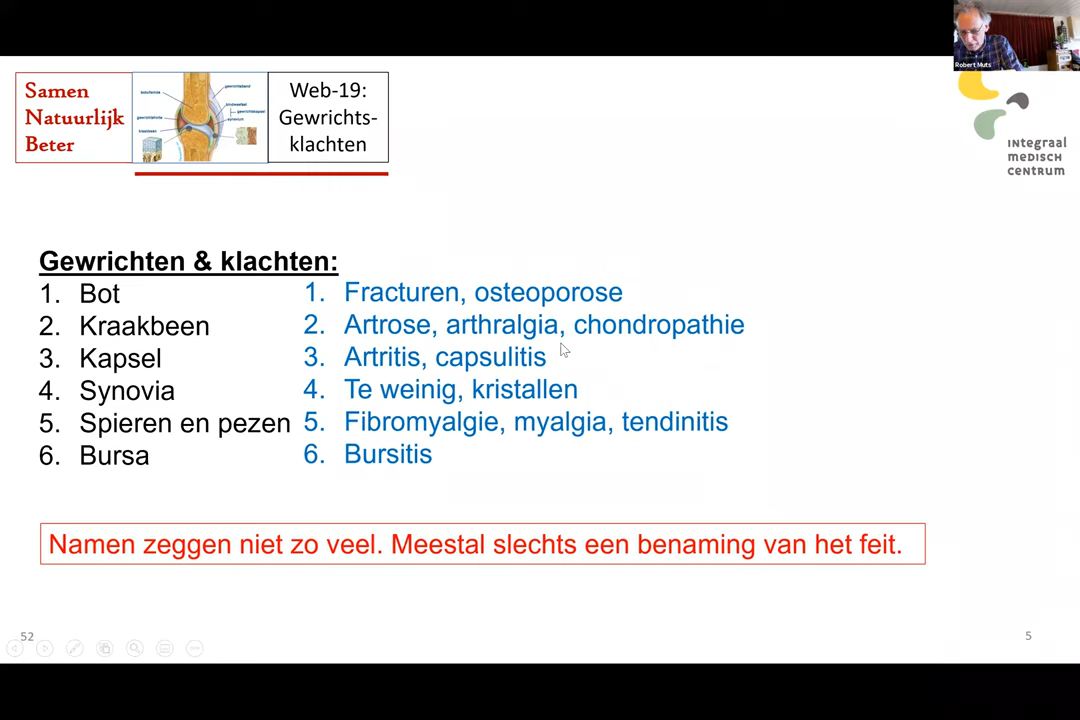 Robert Muts
Samen
Natuurlijk
Beter
Web-19:
Gewrichts-
klachten
integraal
medisch
centrum
Gewrichten & klachten:
1. Bot
1. Fracturen, osteoporose
2. Kraakbeen
2. Artrose, arthralgia, chondropathie
3. Kapsel
3. Artritis, capsulitis
4. Synovia
4. Te weinig, kristallen
5. Spieren en pezen
5. Fibromyalgie, myalgia, tendinitis
6. Bursa
6. Bursitis
Namen zeggen niet zo veel. Meestal slechts een benaming van het feit.
52
5